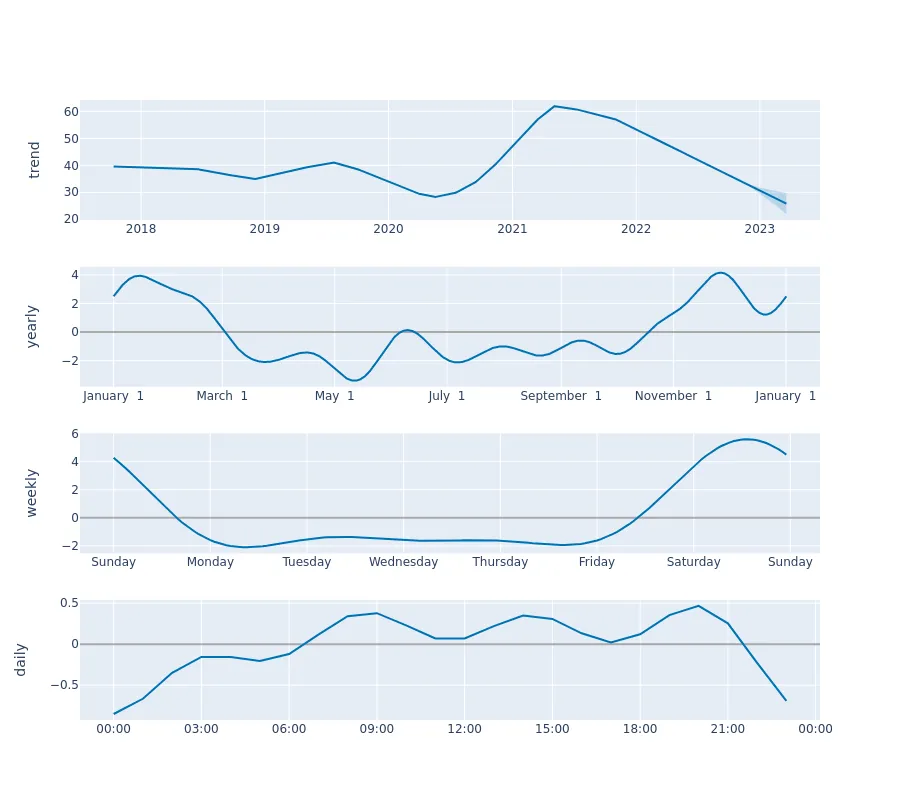 trend
60
50
40
30
20
2018 2019 2020 2021 2022 2023
yearly
4
2
0
−2
January 1 March 1 May 1 July 1 September 1 November 1 January 1
weekly
6
4
2
0
−2
Sunday Monday Tuesday Wednesday Thursday Friday Saturday Sunday
daily
0.5
0
−0.5
00:00 03:00 06:00 09:00 12:00 15:00 18:00 21:00 00:00